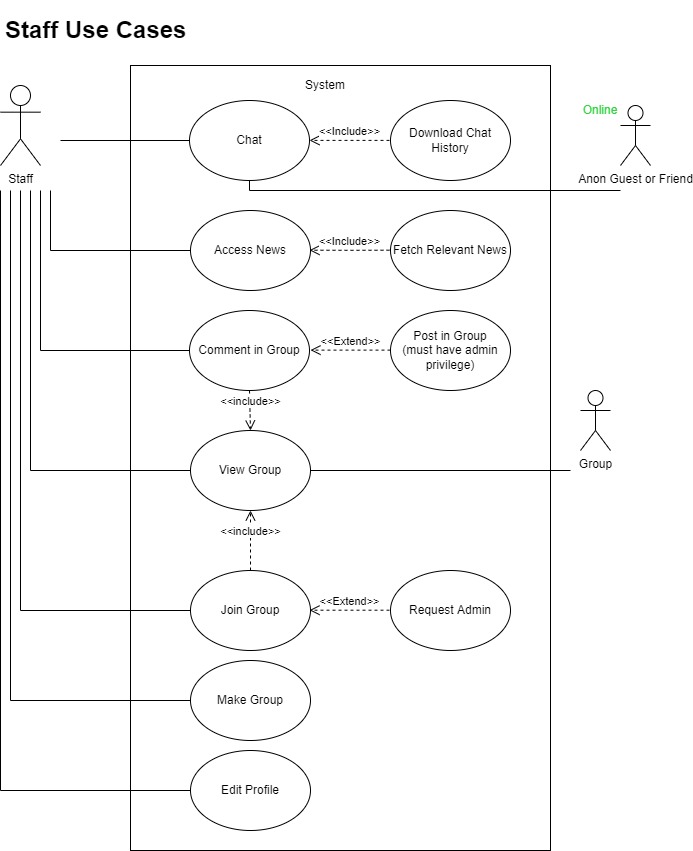 Staff Use Cases
System
Online
Chat
<<Include>>
Download Chat
History
Staff
Anon Guest or Friend
Access News
<<Include>>
Fetch Relevant News
Comment in Group
<<Extend>>
Post in Group
(must have admin
privilege)
<<include>>
View Group
Group
<<include>>
Join Group
<<Extend>>
Request Admin
Make Group
Edit Profile